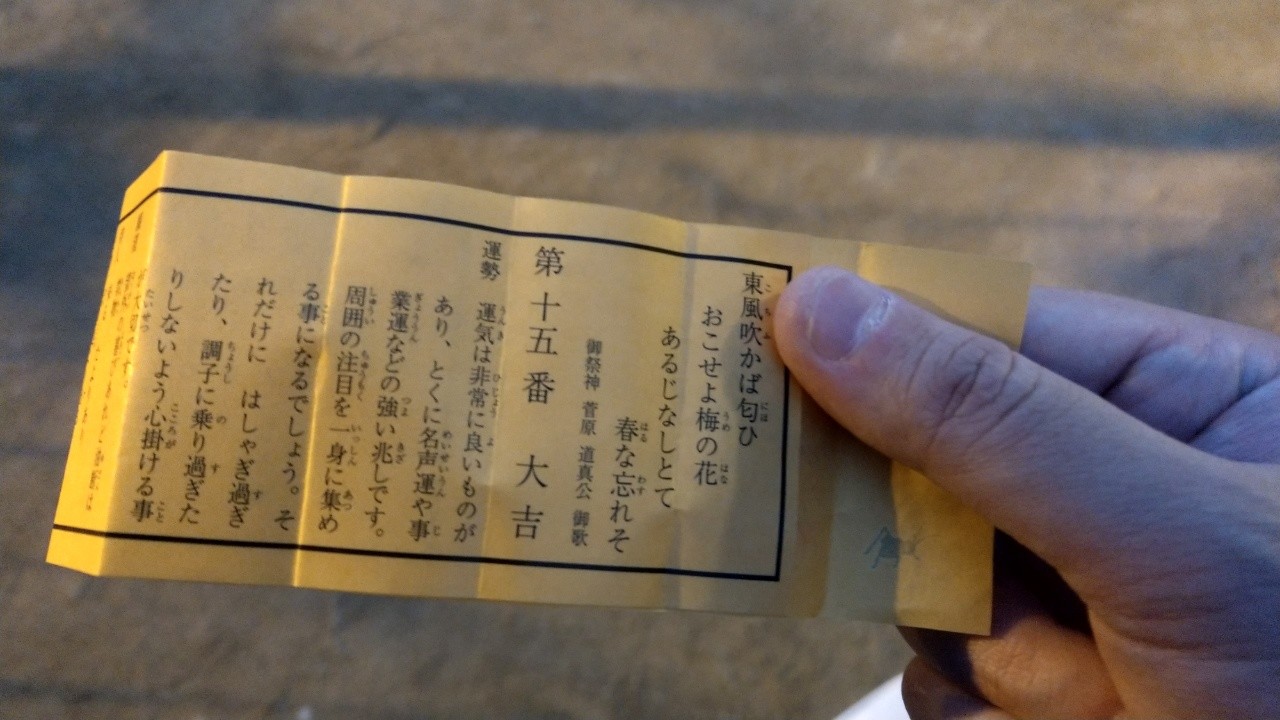 東風吹かば匂ひ
おこせよ梅の花
あるじなしとて
春な忘れそ
御祭神 菅原 道真公 御歌
第十五番 大吉
運勢 運気は非常に良いものが
あり、とくに名声運や事
業運などの強い兆しです。
周囲の注目を一身に集め
る事になるでしょう。そ
れだけに はしゃぎ過ぎ
たり、調子に乗り過ぎた
りしないよう心掛ける事
が大切です。